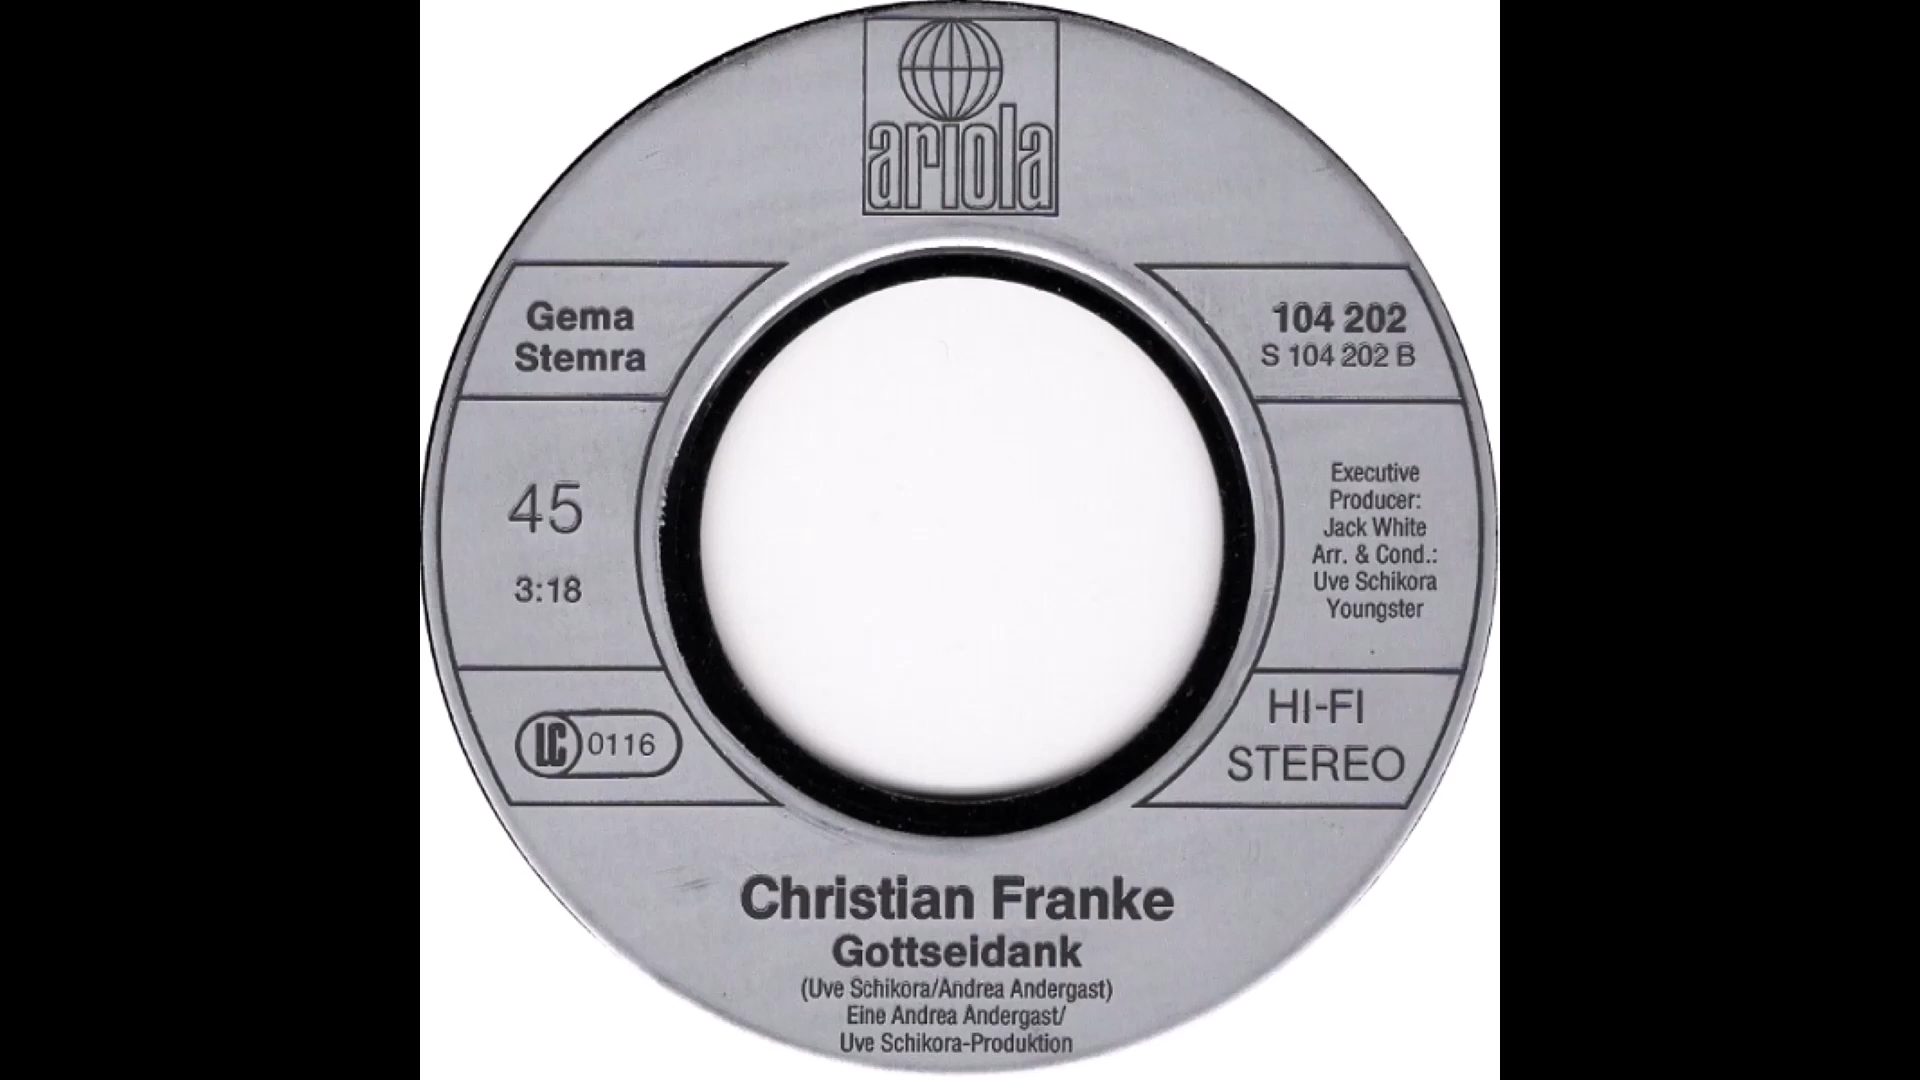 ariola
Gema
Stemra
104 202
S 104 202 B
45
3:18
Executive
Producer:
Jack White
Arr. & Cond.:
Uve Schikora
Youngster
LC 0116
HI-FI
STEREO
Christian Franke
Gottseidank
(Uve Schikora/Andrea Andergast)
Eine Andrea Andergast/
Uve Schikora-Produktion